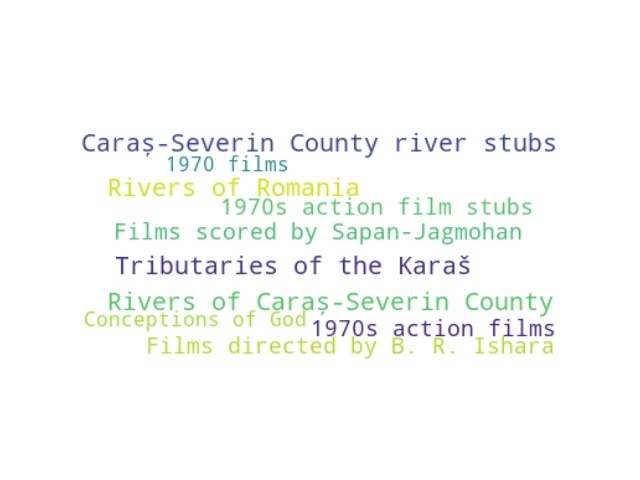 Caraș-Severin County river stubs
1970 films
Rivers of Romania
1970s action film stubs
Films scored by Sapan-Jagmohan
Tributaries of the Karaš
Rivers of Caraș-Severin County
Conceptions of God
1970s action films
Films directed by B. R. Ishara